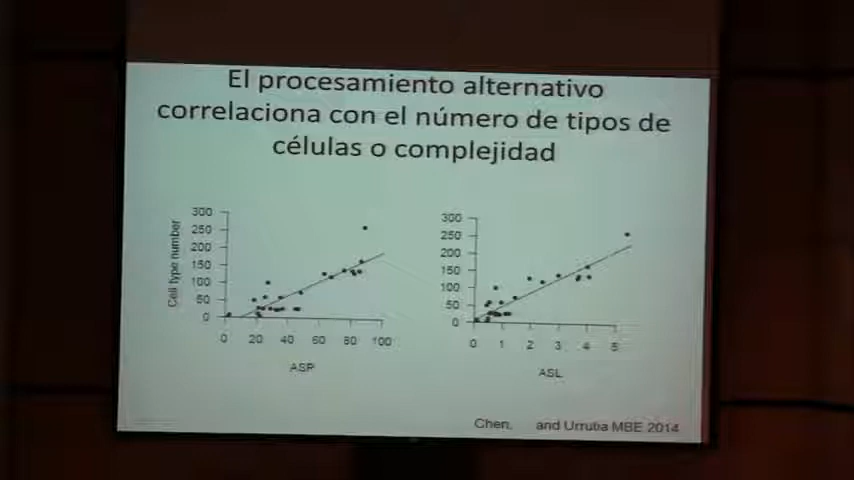 El procesamiento alternativo
correlaciona con el número de tipos de
células o complejidad
300
250
200
150
100
50
0
Cell type number
0 20 40 60 80 100
ASP
300
250
200
150
100
50
0
0 1 2 3 4 5
ASL
Chen, and Urrutia MBE 2014